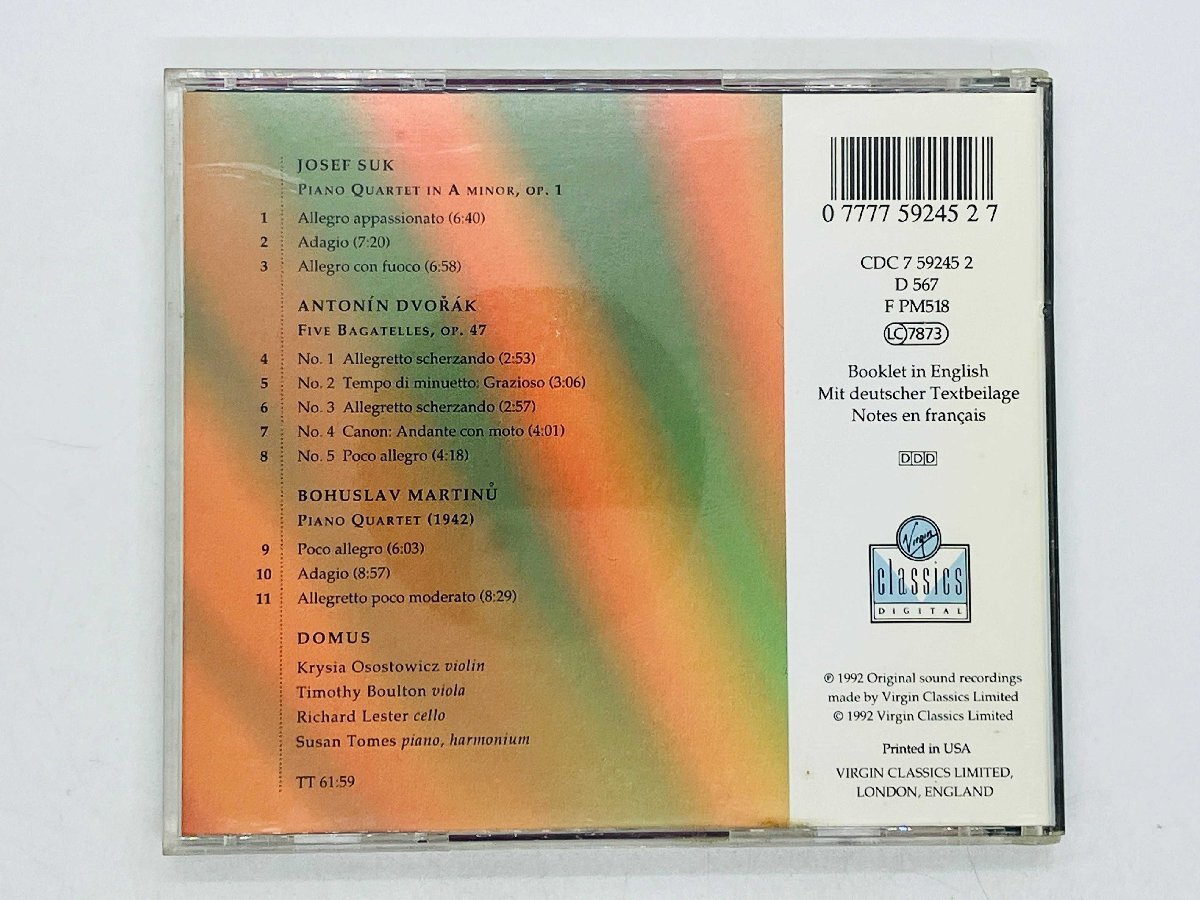 JOSEF SUK
PIANO QUARTET IN A MINOR, OP. 1
1 Allegro appassionato (6:40)
2 Adagio (7:20)
3 Allegro con fuoco (6:58)
ANTONÍN DVOŘÁK
FIVE BAGATELLES, OP. 47
4 No. 1 Allegretto scherzando (2:53)
5 No. 2 Tempo di minuetto: Grazioso (3:06)
6 No. 3 Allegretto scherzando (2:57)
7 No. 4 Canon: Andante con moto (4:01)
8 No. 5 Poco allegro (4:18)
BOHUSLAV MARTINŮ
PIANO QUARTET (1942)
9 Poco allegro (6:03)
10 Adagio (8:57)
11 Allegretto poco moderato (8:29)
DOMUS
Krysia Osostowicz violin
Timothy Boulton viola
Richard Lester cello
Susan Tomes piano, harmonium
TT 61:59
0 7777 59245 2 7
CDC 7 59245 2
D 567
F PM518
LC 7873
Booklet in English
Mit deutscher Textbeilage
Notes en français
DDD
Virgin
classics
DIGITAL
℗ 1992 Original sound recordings
made by Virgin Classics Limited
© 1992 Virgin Classics Limited
Printed in USA
VIRGIN CLASSICS LIMITED,
LONDON, ENGLAND